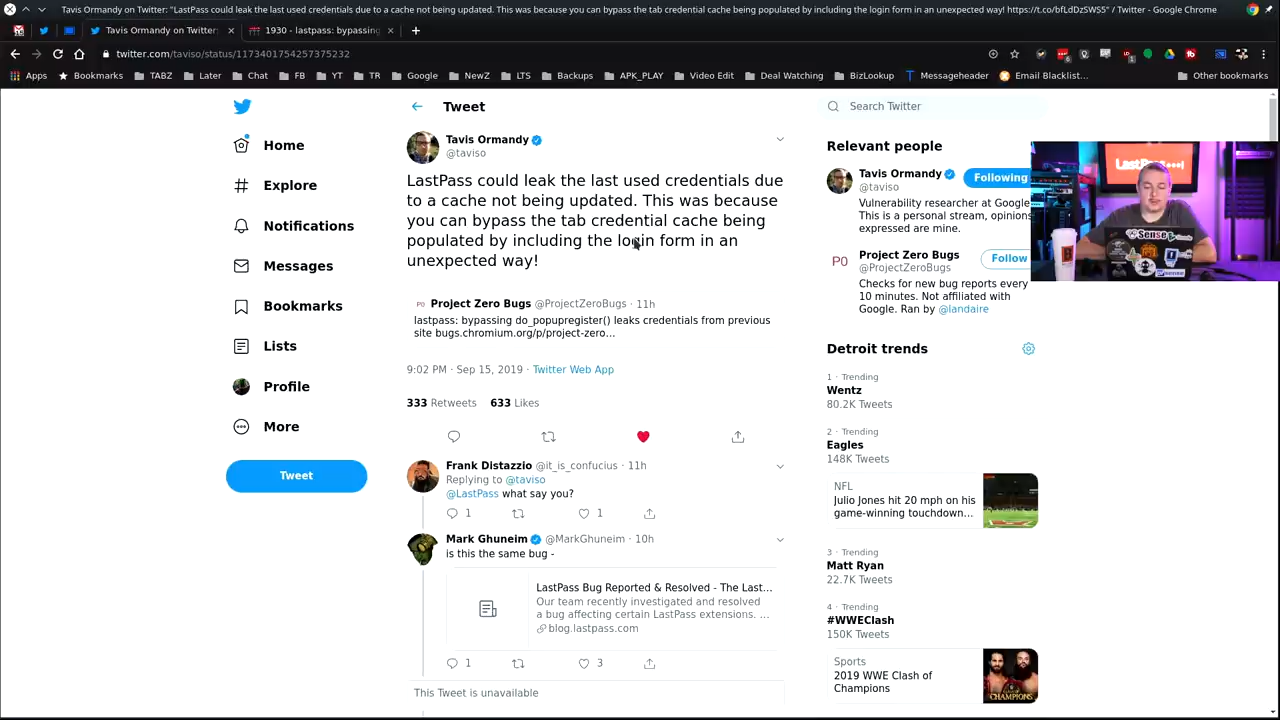 Tavis Ormandy on Twitter: "LastPass could leak the last used credentials due to a cache not being updated. This was because you can bypass the tab credential cache being populated by including the login form in an unexpected way! https://t.co/bfLdDzSWS5" / Twitter - Google Chrome
Tavis Ormandy on Twitter:
1930 - lastpass: bypassing
twitter.com/taviso/status/1173401754257375232
Apps
Bookmarks
TABZ
Later
Chat
FB
YT
TR
Google
NewZ
LTS
Backups
APK_PLAY
Video Edit
Deal Watching
BizLookup
Messageheader
Email Blacklist…
Other bookmarks
Home
Explore
Notifications
Messages
Bookmarks
Lists
Profile
More
Tweet
Tweet
Tavis Ormandy
@taviso
LastPass could leak the last used credentials due
to a cache not being updated. This was because
you can bypass the tab credential cache being
populated by including the login form in an
unexpected way!
P0 Project Zero Bugs @ProjectZeroBugs · 11h
lastpass: bypassing do_popupregister() leaks credentials from previous
site bugs.chromium.org/p/project-zero…
9:02 PM · Sep 15, 2019 · Twitter Web App
333 Retweets 633 Likes
Frank Distazzio @it_is_confucius · 11h
Replying to @taviso
@LastPass what say you?
1 1
Mark Ghuneim @MarkGhuneim · 10h
is this the same bug -
LastPass Bug Reported & Resolved - The Last…
Our team recently investigated and resolved
a bug affecting certain LastPass extensions. …
blog.lastpass.com
1 3
This Tweet is unavailable
Search Twitter
Relevant people
Tavis Ormandy
@taviso
Following
Vulnerability researcher at Google
This is a personal stream, opinions
expressed are mine.
P0
Project Zero Bugs
@ProjectZeroBugs
Follow
Checks for new bug reports every
10 minutes. Not affiliated with
Google. Ran by @landaire
LastPass
Sense
Detroit trends
1 · Trending
Wentz
80.2K Tweets
2 · Trending
Eagles
148K Tweets
NFL
Julio Jones hit 20 mph on his
game-winning touchdown…
3 · Trending
Matt Ryan
22.7K Tweets
4 · Trending
#WWEClash
150K Tweets
Sports
2019 WWE Clash of
Champions